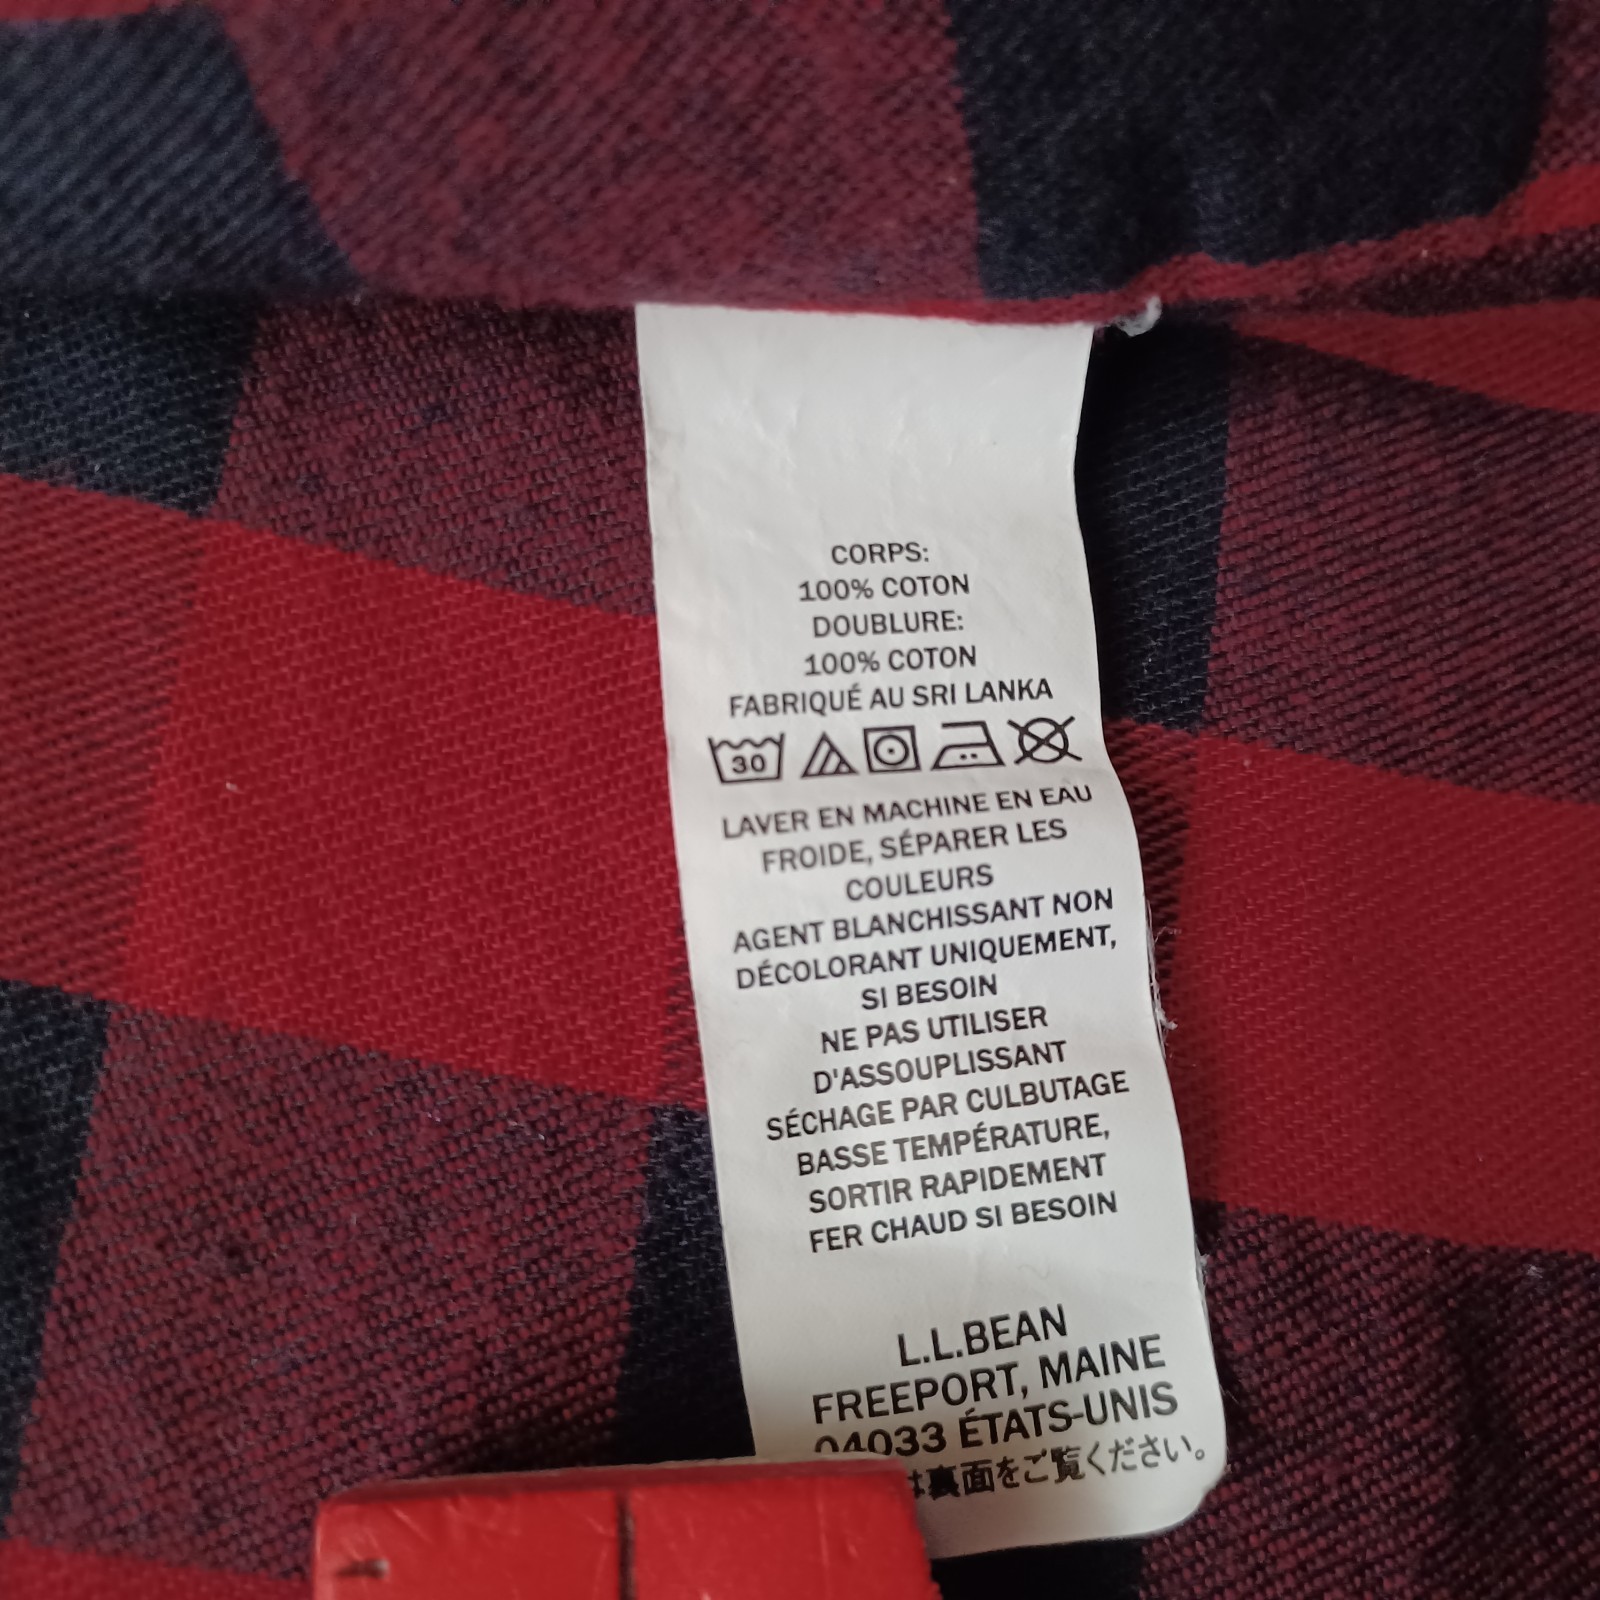 CORPS:
100% COTON
DOUBLURE:
100% COTON
FABRIQUÉ AU SRI LANKA
30
LAVER EN MACHINE EN EAU
FROIDE, SÉPARER LES
COULEURS
AGENT BLANCHISSANT NON
DÉCOLORANT UNIQUEMENT,
SI BESOIN
NE PAS UTILISER
D'ASSOUPLISSANT
SÉCHAGE PAR CULBUTAGE
BASSE TEMPÉRATURE,
SORTIR RAPIDEMENT
FER CHAUD SI BESOIN
L.L.BEAN
FREEPORT, MAINE
04033 ÉTATS-UNIS
は裏面をご覧ください。